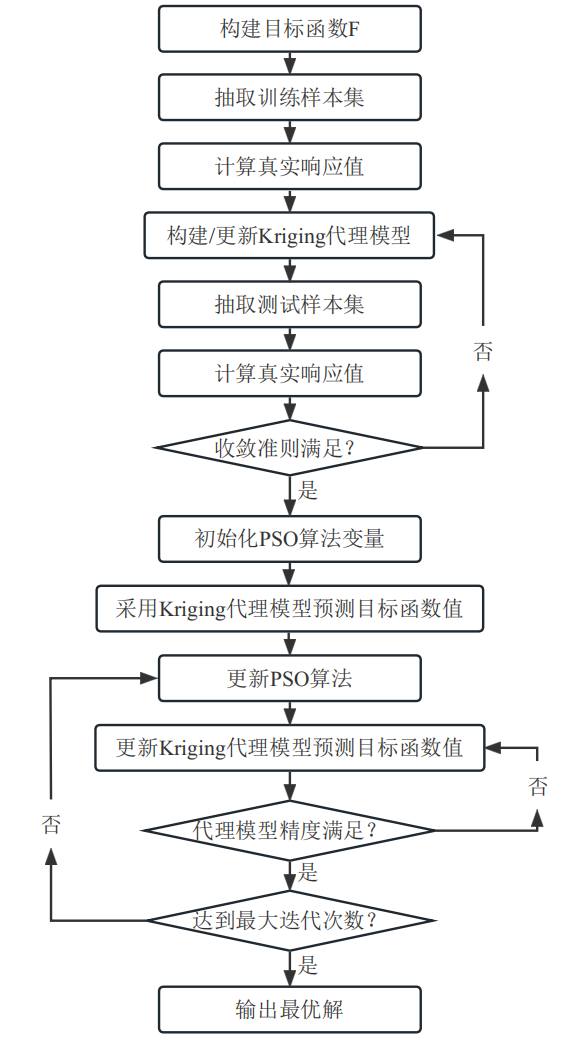 构建目标函数F
抽取训练样本集
计算真实响应值
构建/更新Kriging代理模型
抽取测试样本集
计算真实响应值
否
收敛准则满足?
是
初始化PSO算法变量
采用Kriging代理模型预测目标函数值
更新PSO算法
更新Kriging代理模型预测目标函数值
否
否
代理模型精度满足?
是
达到最大迭代次数?
是
输出最优解